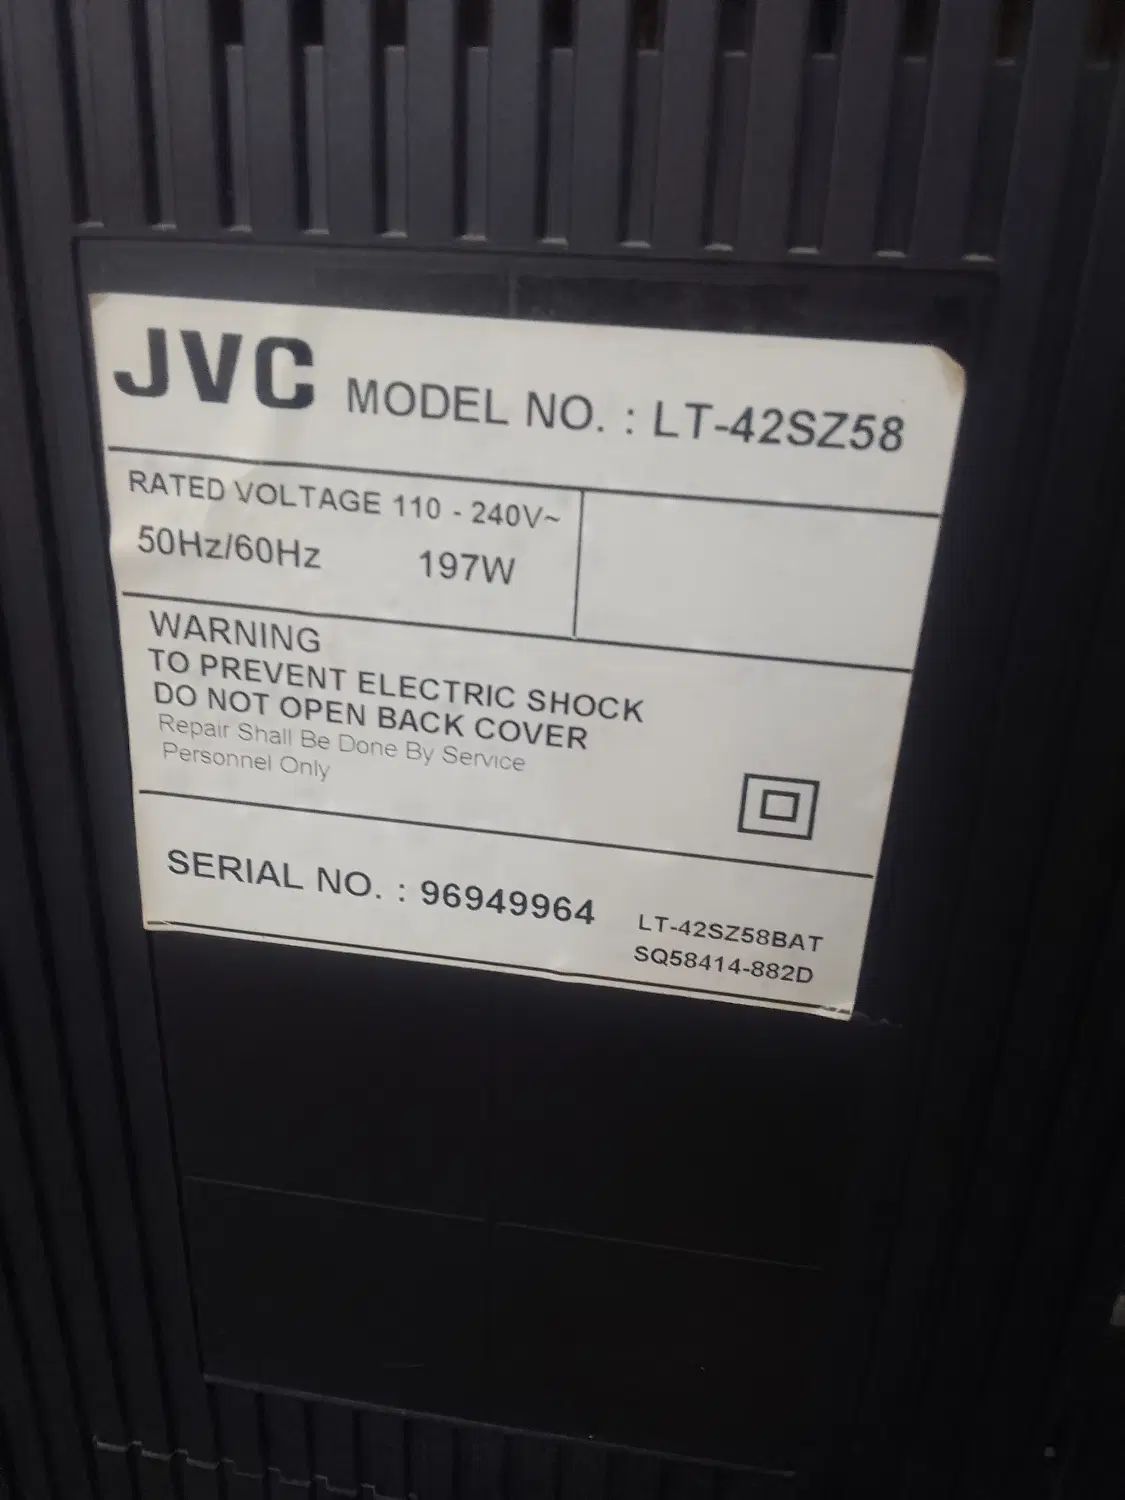 JVC MODEL NO. : LT-42SZ58
RATED VOLTAGE 110 - 240V~
50Hz/60Hz 197W
WARNING
TO PREVENT ELECTRIC SHOCK
DO NOT OPEN BACK COVER
Repair Shall Be Done By Service
Personnel Only
SERIAL NO. : 96949964
LT-42SZ58BAT
SQ58414-882D